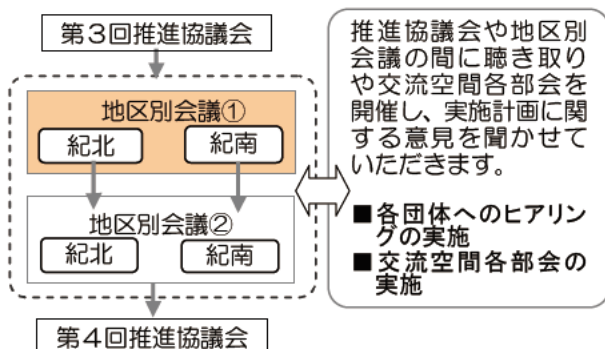 第3回推進協議会
地区別会議①
紀北
紀南
地区別会議②
紀北
紀南
第4回推進協議会
推進協議会や地区別
会議の間に聴き取り
や交流空間各部会を
開催し、実施計画に関
する意見を聞かせて
いただきます。
■各団体へのヒアリン
グの実施
■交流空間各部会の
実施